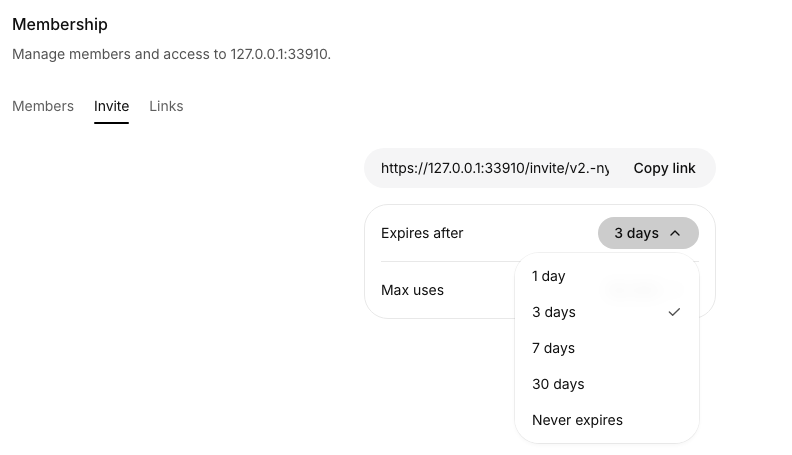 Membership
Manage members and access to 127.0.0.1:33910.
Members Invite Links
https://127.0.0.1:33910/invite/v2.-ny Copy link
Expires after 3 days
Max uses
1 day
3 days
7 days
30 days
Never expires